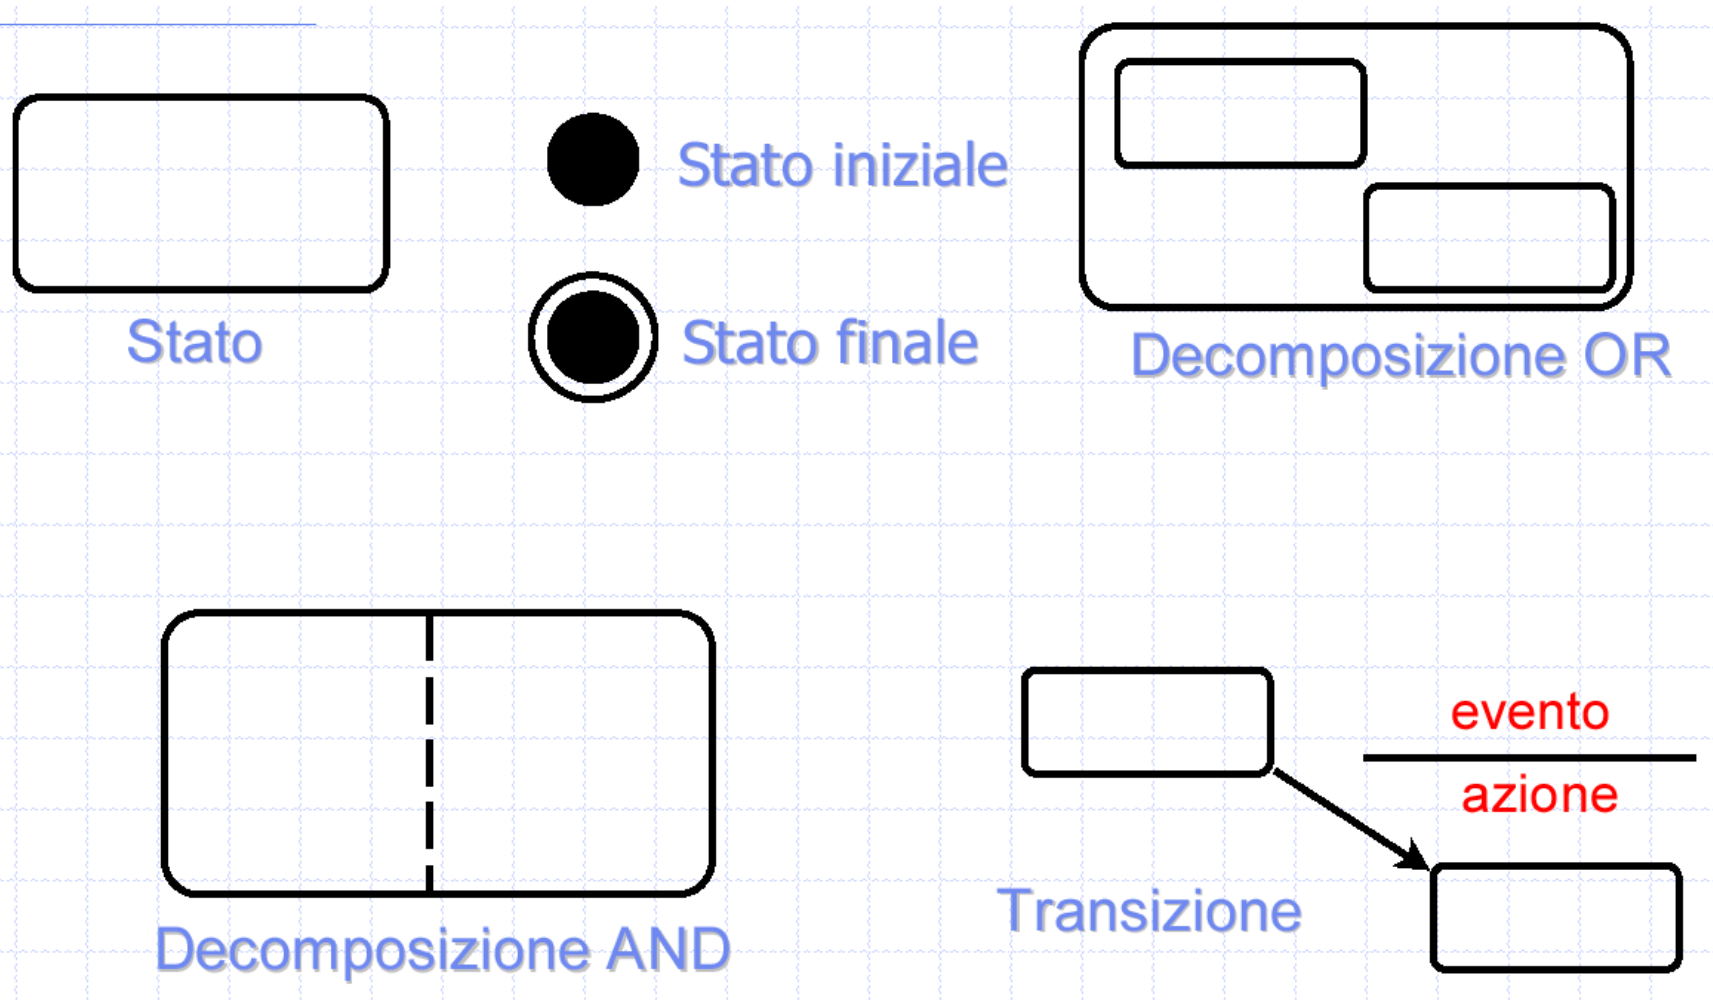 Stato iniziale
Stato
Stato finale
Decomposizione OR
Decomposizione AND
evento
azione
Transizione